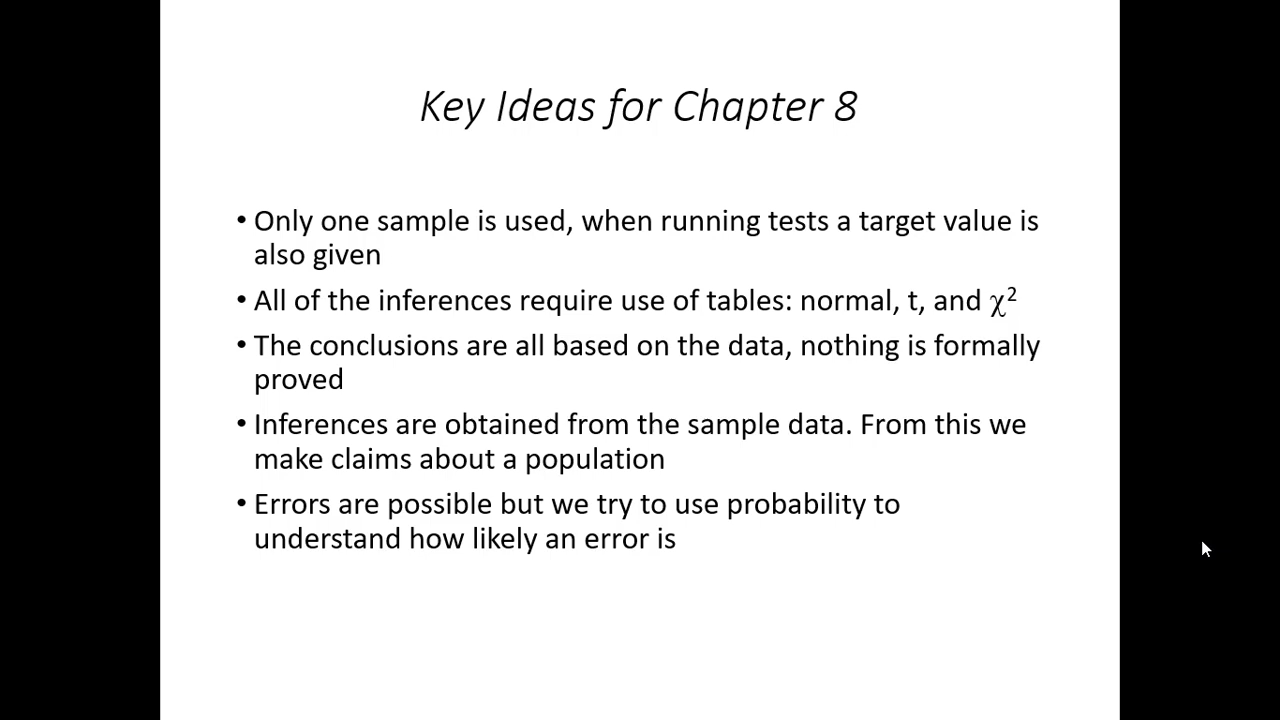 Key Ideas for Chapter 8
• Only one sample is used, when running tests a target value is
also given
• All of the inferences require use of tables: normal, t, and χ²
• The conclusions are all based on the data, nothing is formally
proved
• Inferences are obtained from the sample data. From this we
make claims about a population
• Errors are possible but we try to use probability to
understand how likely an error is